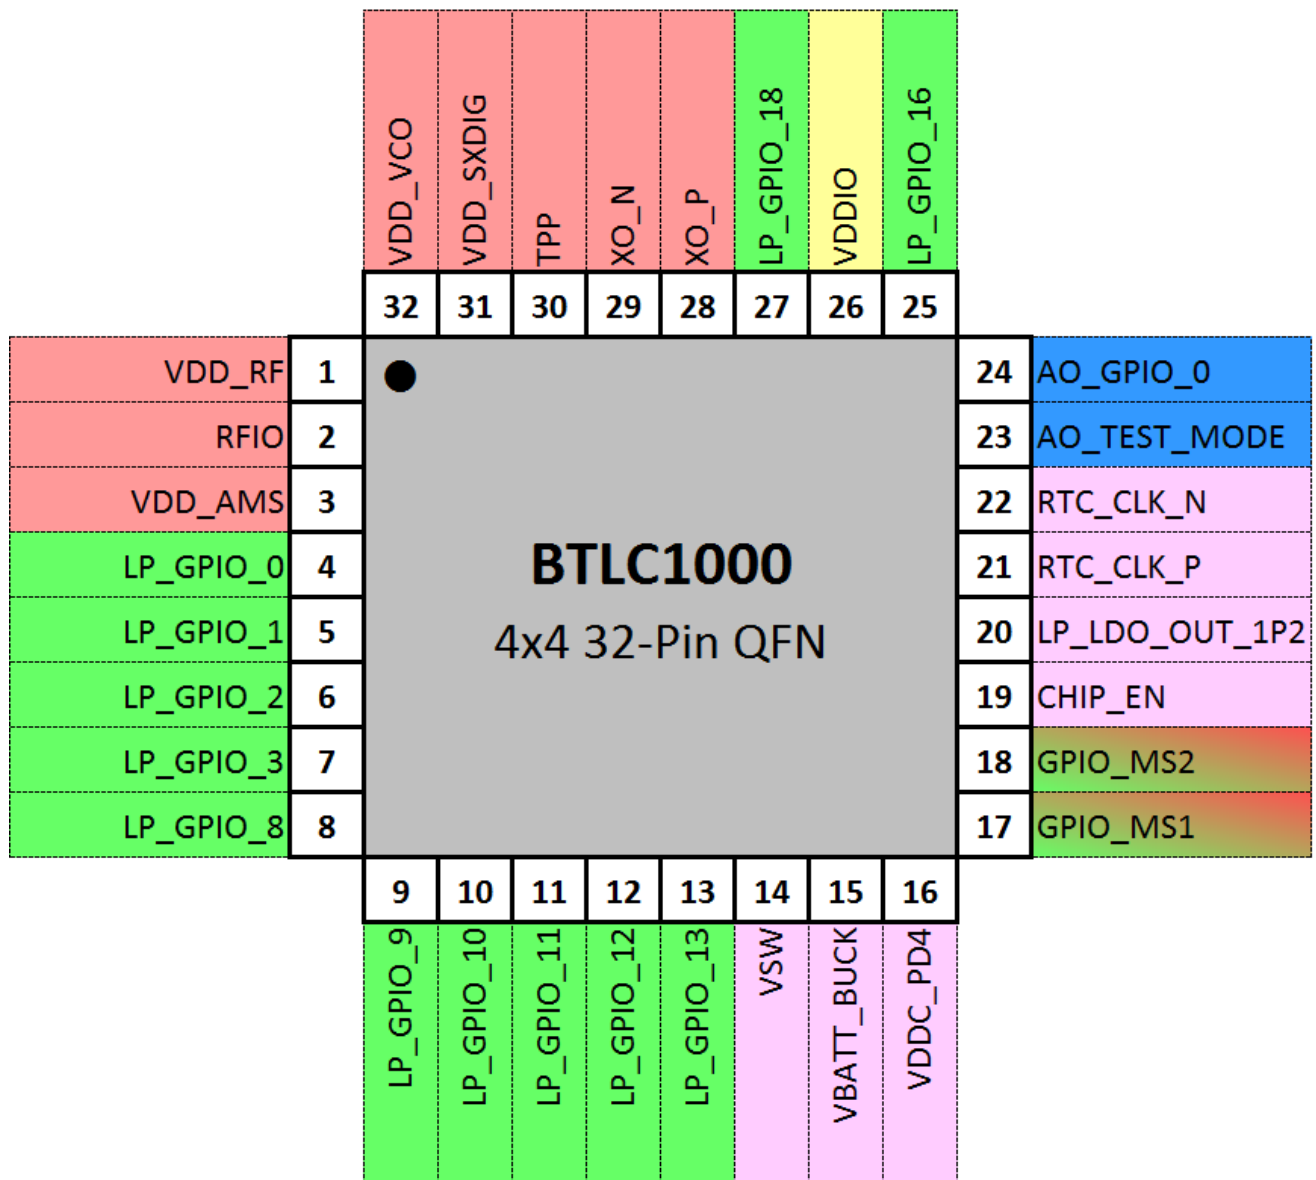 VDD_VCO
VDD_SXDIG
TPP
XO_N
XO_P
LP_GPIO_18
VDDIO
LP_GPIO_16
32 31 30 29 28 27 26 25
VDD_RF 1
RFIO 2
VDD_AMS 3
LP_GPIO_0 4
LP_GPIO_1 5
LP_GPIO_2 6
LP_GPIO_3 7
LP_GPIO_8 8
BTLC1000
4x4 32-Pin QFN
24 AO_GPIO_0
23 AO_TEST_MODE
22 RTC_CLK_N
21 RTC_CLK_P
20 LP_LDO_OUT_1P2
19 CHIP_EN
18 GPIO_MS2
17 GPIO_MS1
9 10 11 12 13 14 15 16
LP_GPIO_9
LP_GPIO_10
LP_GPIO_11
LP_GPIO_12
LP_GPIO_13
VSW
VBATT_BUCK
VDDC_PD4